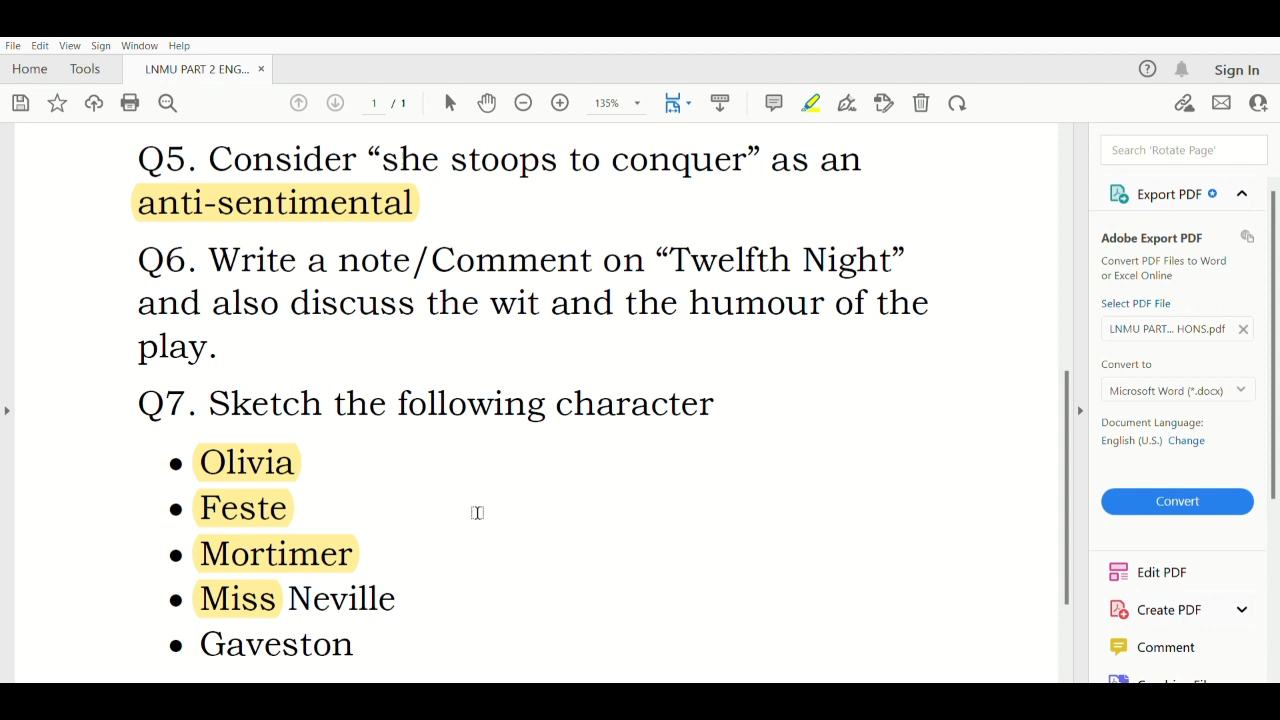 File Edit View Sign Window Help
Home Tools LNMU PART 2 ENG... × Sign In
1 / 1 135%
Q5. Consider “she stoops to conquer” as an
anti-sentimental
Q6. Write a note/Comment on “Twelfth Night”
and also discuss the wit and the humour of the
play.
Q7. Sketch the following character
• Olivia
• Feste
• Mortimer
• Miss Neville
• Gaveston
Search 'Rotate Page'
Export PDF
Adobe Export PDF
Convert PDF Files to Word
or Excel Online
Select PDF File
LNMU PART... HONS.pdf
Convert to
Microsoft Word (*.docx)
Document Language:
English (U.S.) Change
Convert
Edit PDF
Create PDF
Comment